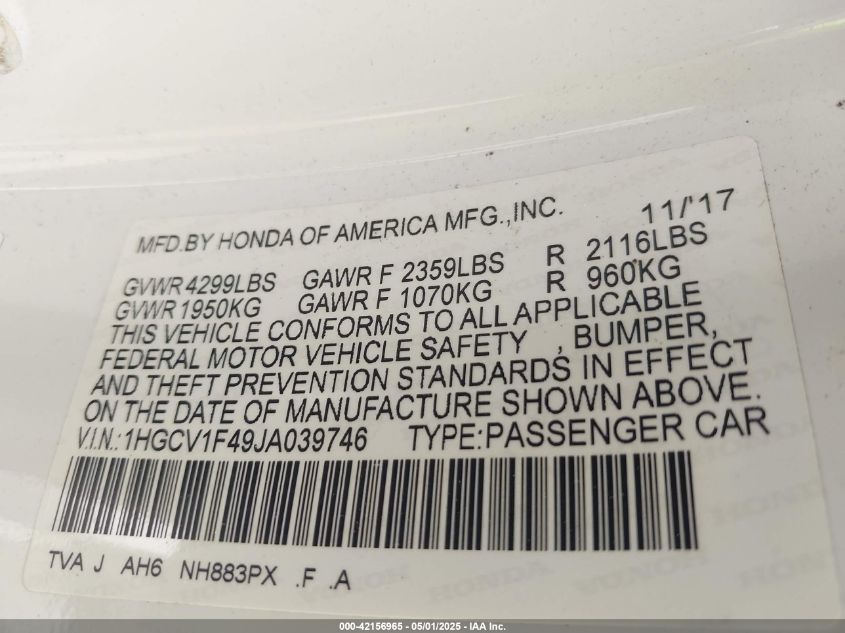 MFD.BY HONDA OF AMERICA MFG.,INC. 11/'17
GVWR 4299LBS GAWR F 2359LBS R 2116LBS
GVWR 1950KG GAWR F 1070KG R 960KG
THIS VEHICLE CONFORMS TO ALL APPLICABLE
FEDERAL MOTOR VEHICLE SAFETY , BUMPER,
AND THEFT PREVENTION STANDARDS IN EFFECT
ON THE DATE OF MANUFACTURE SHOWN ABOVE.
V.I.N.:1HGCV1F49JA039746 TYPE:PASSENGER CAR
TVA J AH6 NH883PX .F .A
000-42156965 - 05/01/2025 - IAA Inc.